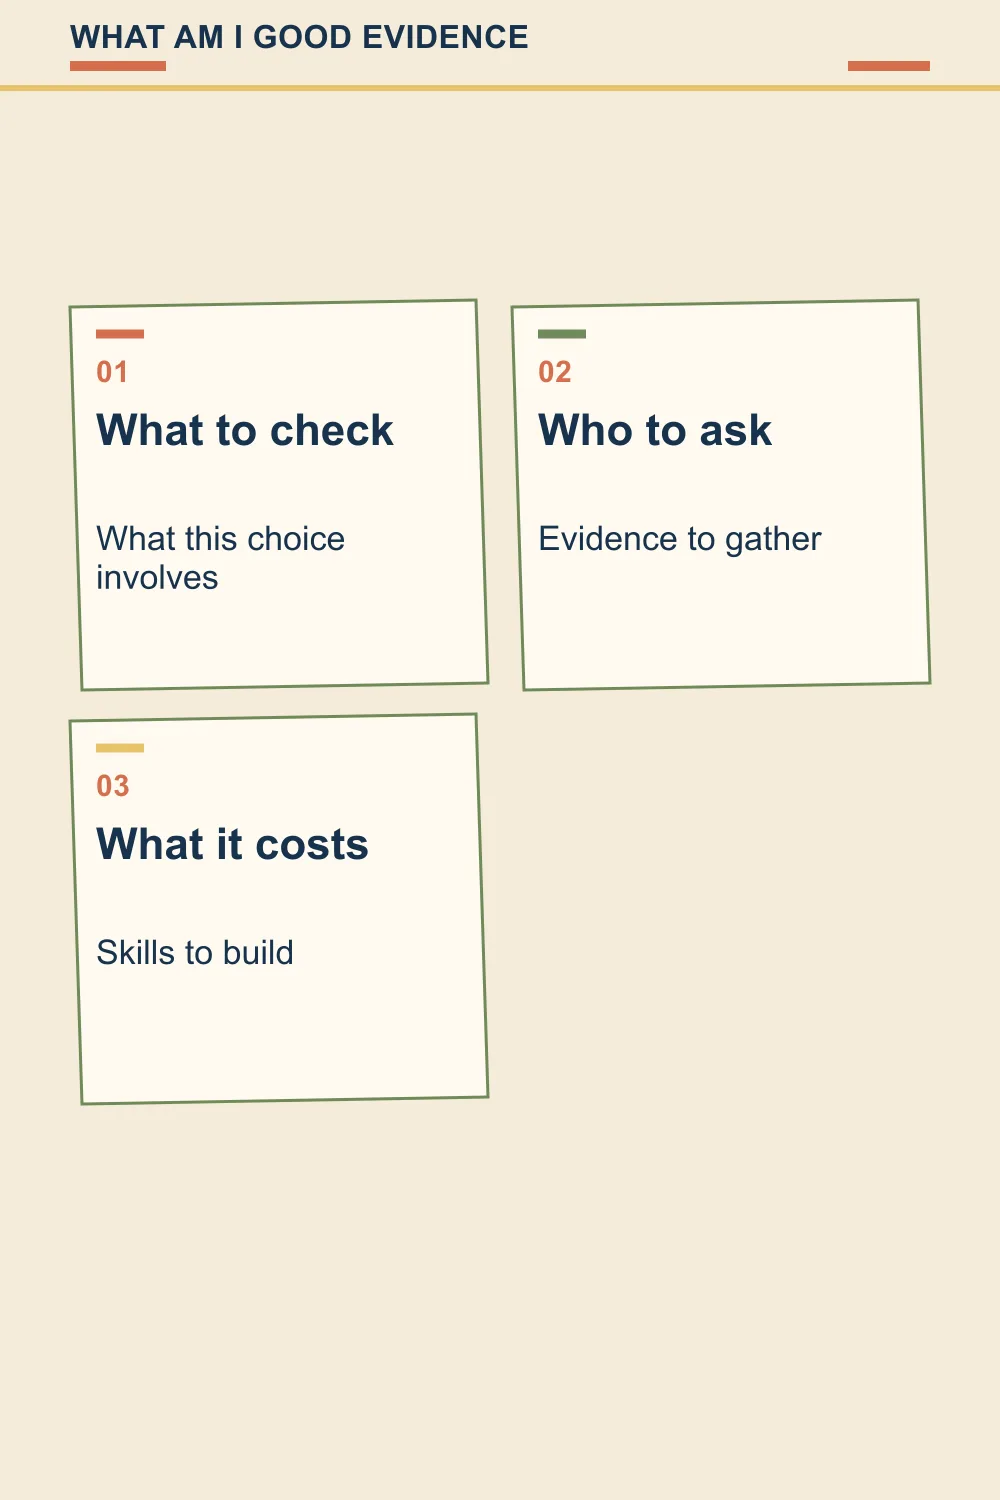 WHAT AM I GOOD EVIDENCE
01
What to check
What this choice
involves
02
Who to ask
Evidence to gather
03
What it costs
Skills to build